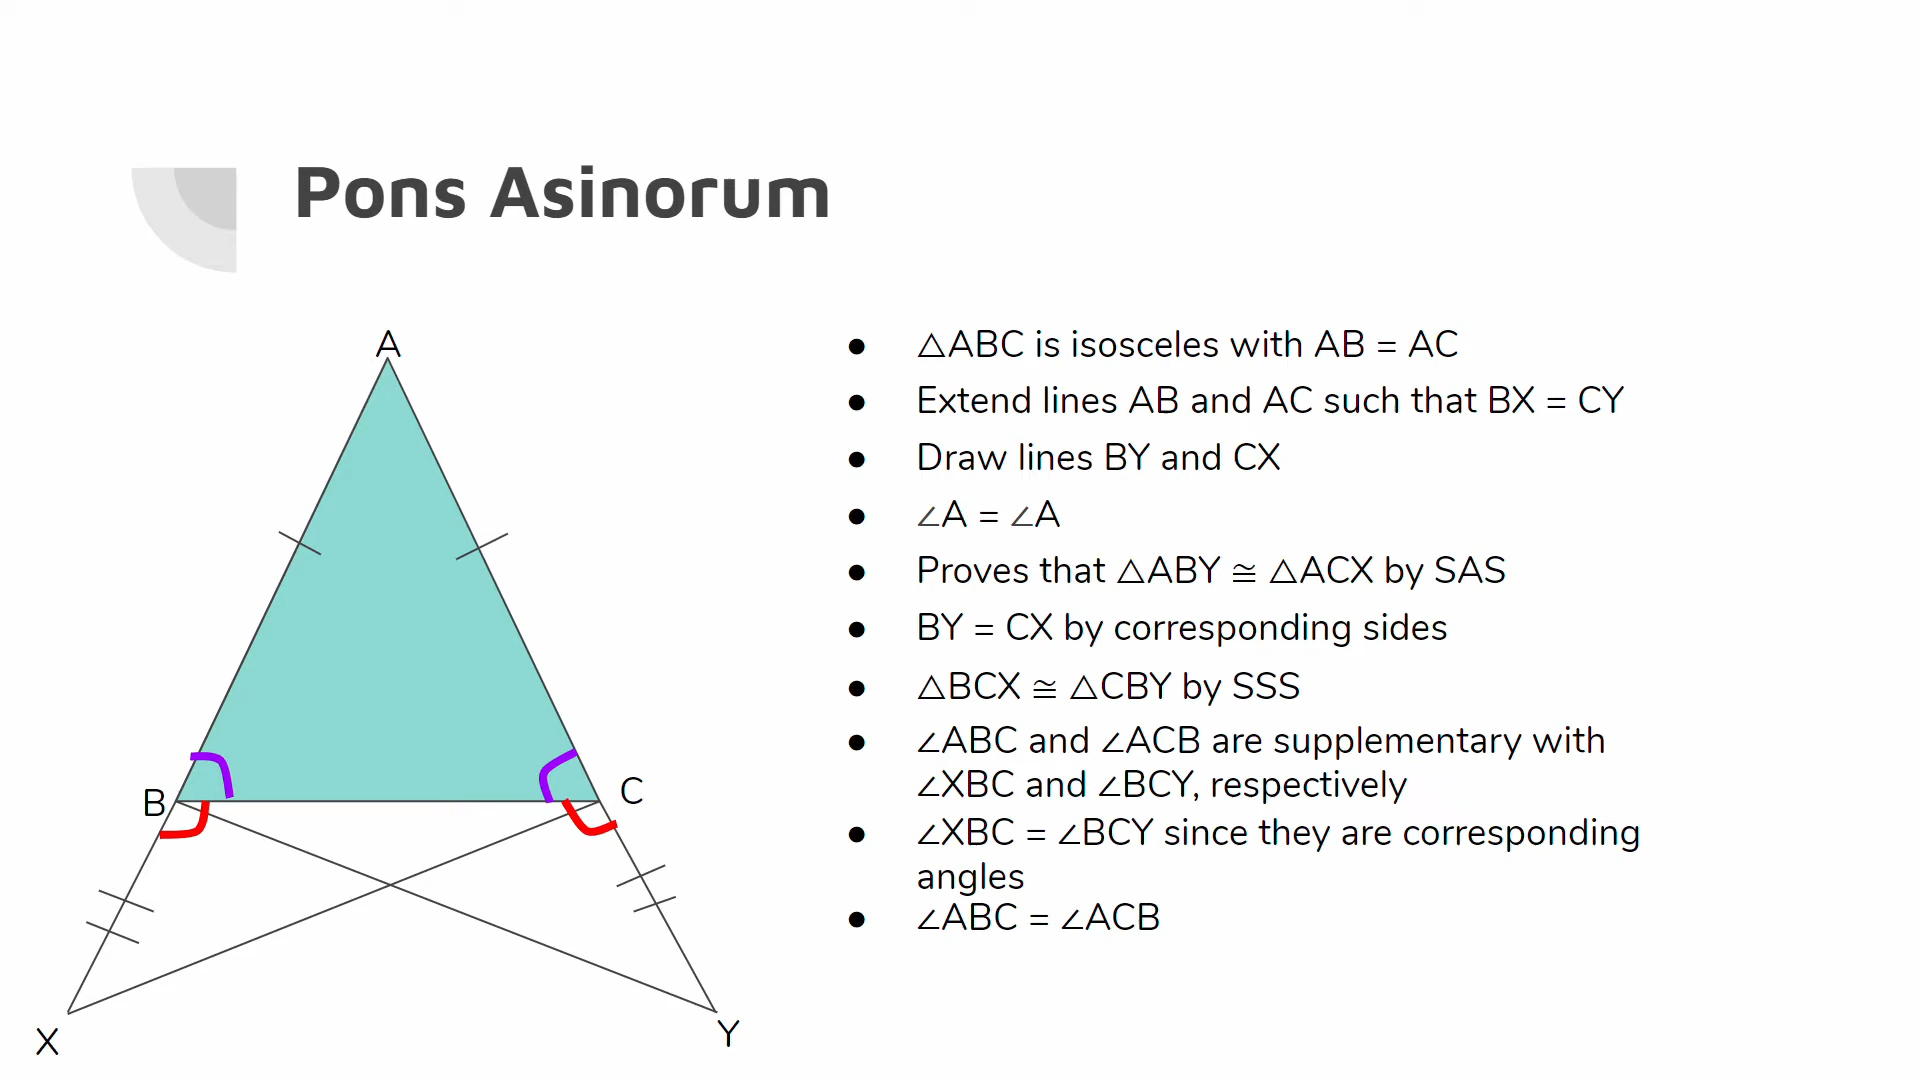 Pons Asinorum
A
B
C
X
Y
● △ABC is isosceles with AB = AC
● Extend lines AB and AC such that BX = CY
● Draw lines BY and CX
● ∠A = ∠A
● Proves that △ABY ≅ △ACX by SAS
● BY = CX by corresponding sides
● △BCX ≅ △CBY by SSS
● ∠ABC and ∠ACB are supplementary with
∠XBC and ∠BCY, respectively
● ∠XBC = ∠BCY since they are corresponding
angles
● ∠ABC = ∠ACB